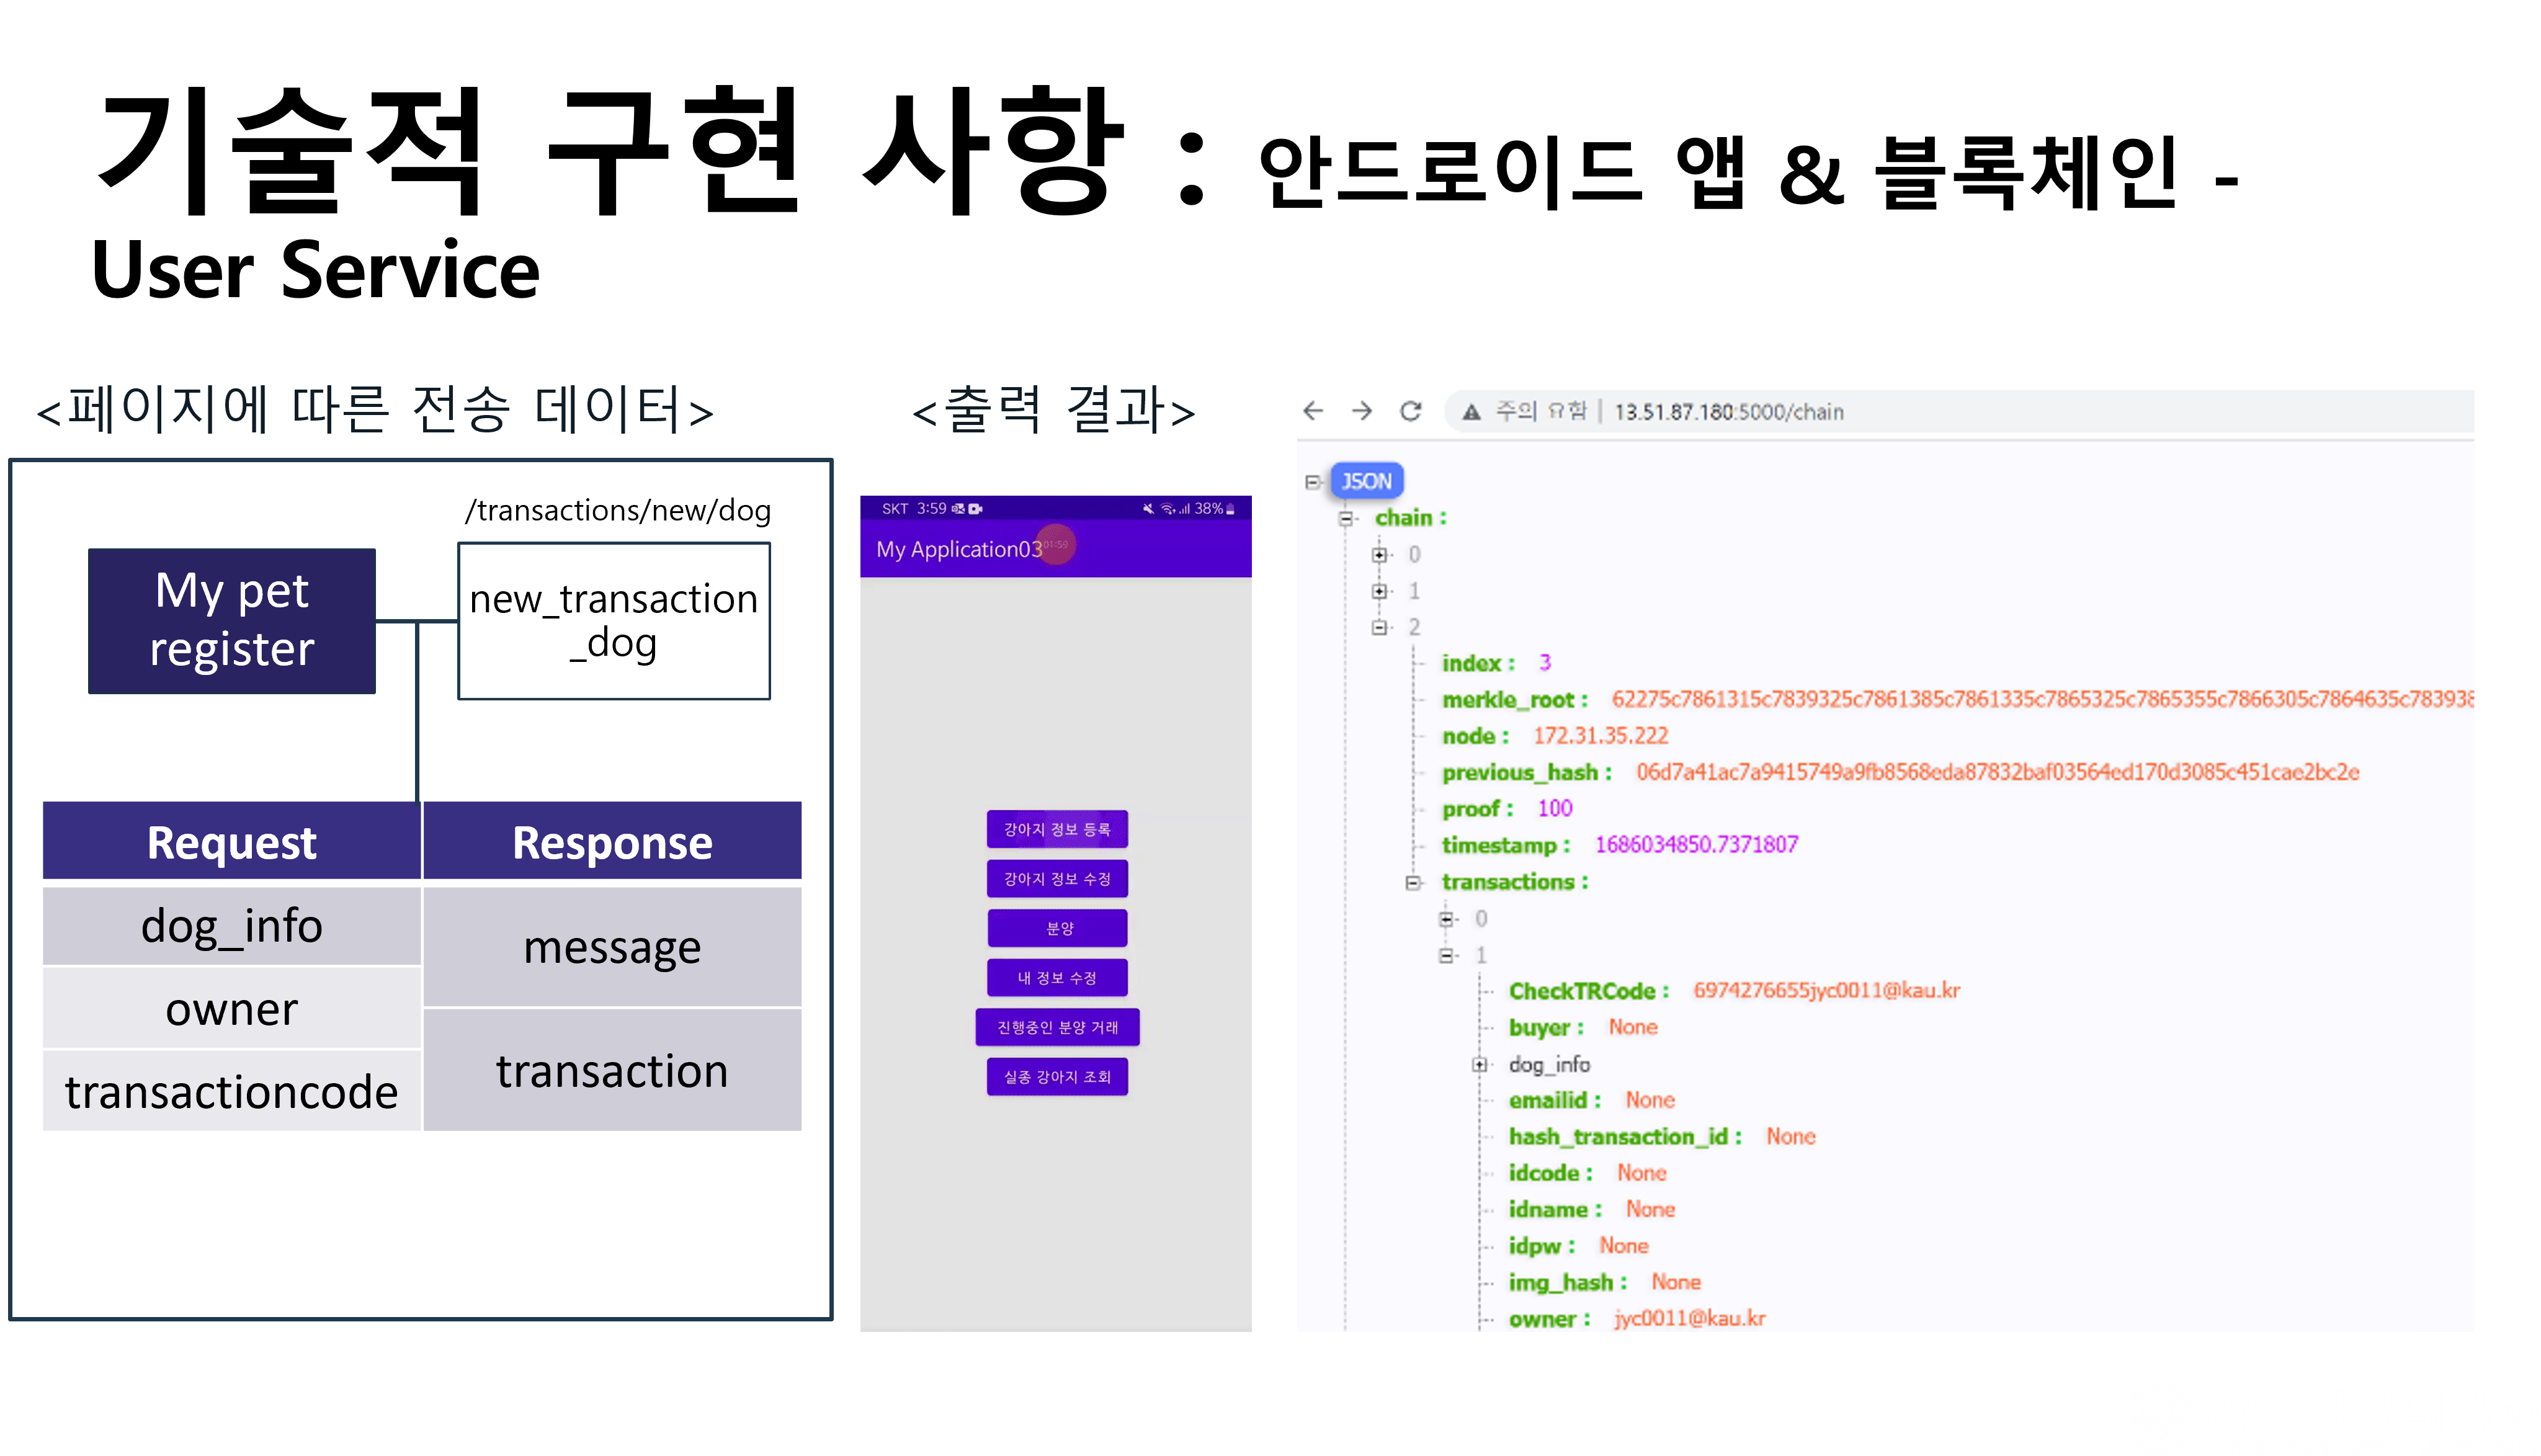 기술적 구현 사항 : 안드로이드 앱 & 블록체인 -
User Service
<페이지에 따른 전송 데이터>
/transactions/new/dog
My pet
register
new_transaction
_dog
Request
Response
dog_info
owner
transactioncode
message
transaction
<출력 결과>
SKT 3:59
38%
My Application03
01:59
강아지 정보 등록
강아지 정보 수정
분양
내 정보 수정
진행중인 분양 거래
실종 강아지 조회
주의 요함 | 13.51.87.180:5000/chain
JSON
chain :
0
1
2
index : 3
merkle_root : 62275c7861315c7839325c7861385c7861335c7865325c7865355c7866305c7864635c783938
node : 172.31.35.222
previous_hash : 06d7a41ac7a9415749a9fb8568eda87832baf03564ed170d3085c451cae2bc2e
proof : 100
timestamp : 1686034850.7371807
transactions :
0
1
CheckTRCode : 6974276655jyc0011@kau.kr
buyer : None
dog_info
emailid : None
hash_transaction_id : None
idcode : None
idname : None
idpw : None
img_hash : None
owner : jyc0011@kau.kr